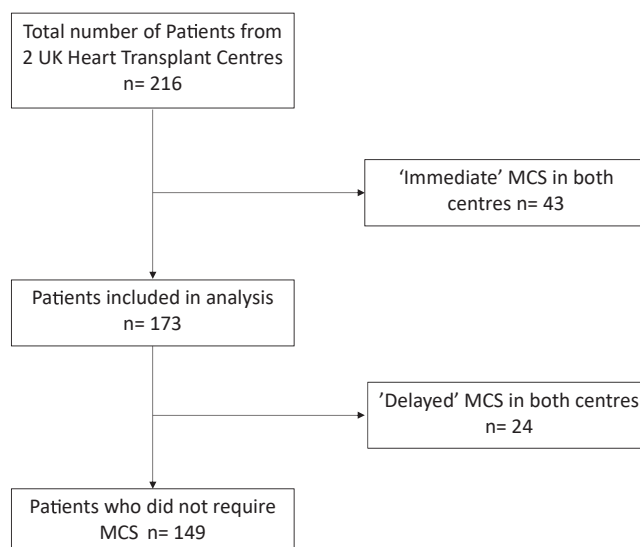 Total number of Patients from
2 UK Heart Transplant Centres
n= 216
‘Immediate’ MCS in both
centres n= 43
Patients included in analysis
n= 173
’Delayed’ MCS in both centres
n= 24
Patients who did not require
MCS n= 149